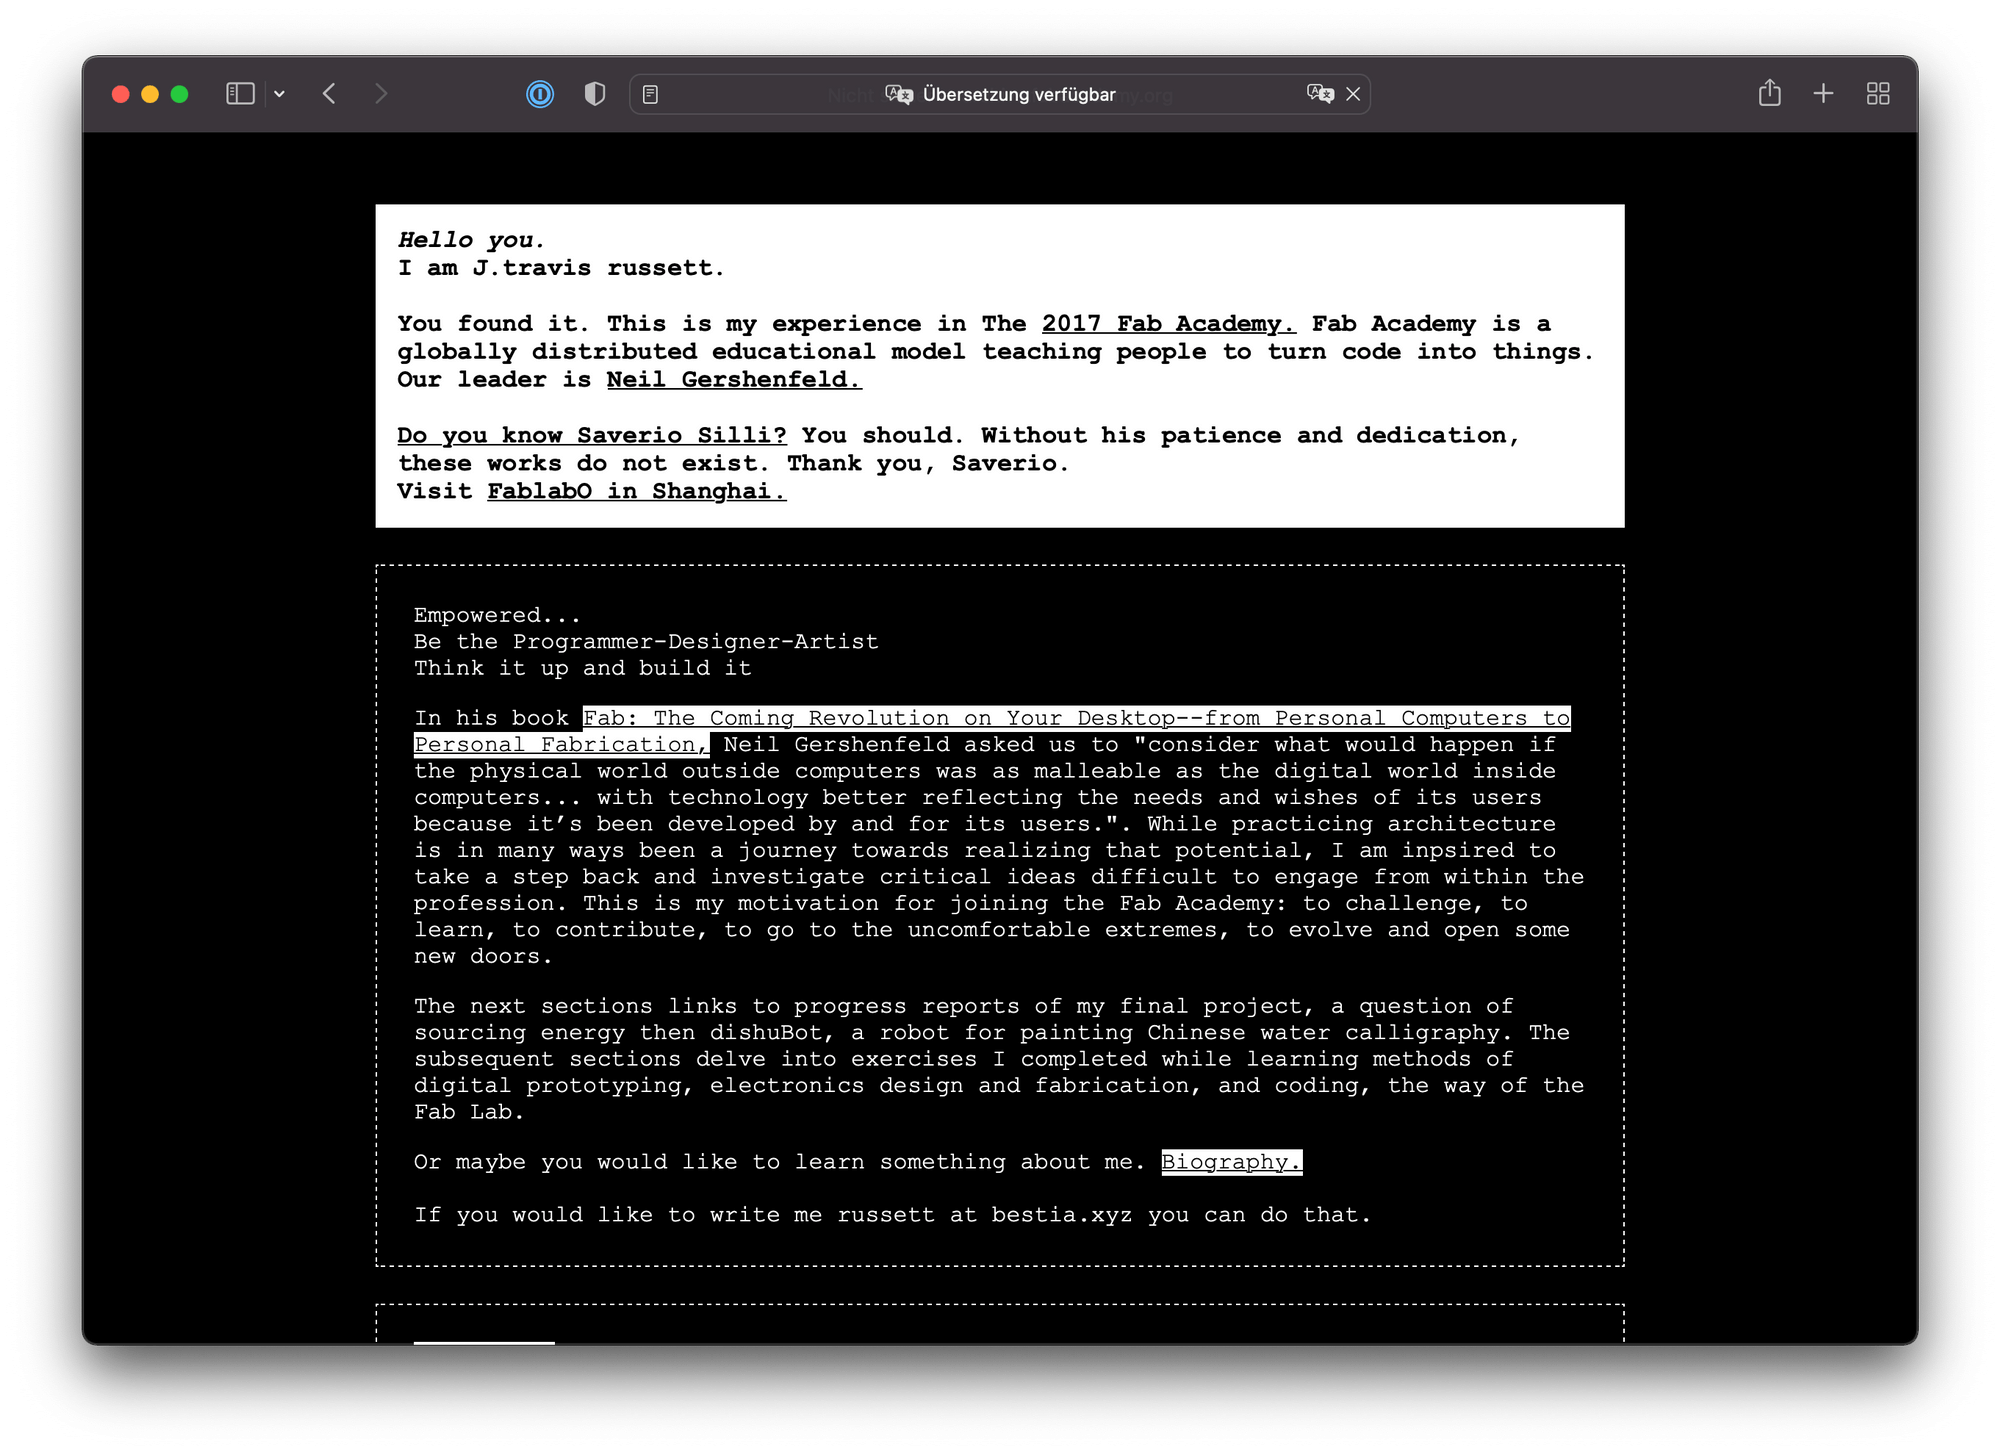 Übersetzung verfügbar
Hello you.
I am J.travis russett.
You found it. This is my experience in The 2017 Fab Academy. Fab Academy is a
globally distributed educational model teaching people to turn code into things.
Our leader is Neil Gershenfeld.
Do you know Saverio Silli? You should. Without his patience and dedication,
these works do not exist. Thank you, Saverio.
Visit FablabO in Shanghai.
Empowered...
Be the Programmer-Designer-Artist
Think it up and build it
In his book Fab: The Coming Revolution on Your Desktop--from Personal Computers to
Personal Fabrication, Neil Gershenfeld asked us to "consider what would happen if
the physical world outside computers was as malleable as the digital world inside
computers... with technology better reflecting the needs and wishes of its users
because it’s been developed by and for its users.". While practicing architecture
is in many ways been a journey towards realizing that potential, I am inpsired to
take a step back and investigate critical ideas difficult to engage from within the
profession. This is my motivation for joining the Fab Academy: to challenge, to
learn, to contribute, to go to the uncomfortable extremes, to evolve and open some
new doors.
The next sections links to progress reports of my final project, a question of
sourcing energy then dishuBot, a robot for painting Chinese water calligraphy. The
subsequent sections delve into exercises I completed while learning methods of
digital prototyping, electronics design and fabrication, and coding, the way of the
Fab Lab.
Or maybe you would like to learn something about me. Biography.
If you would like to write me russett at bestia.xyz you can do that.